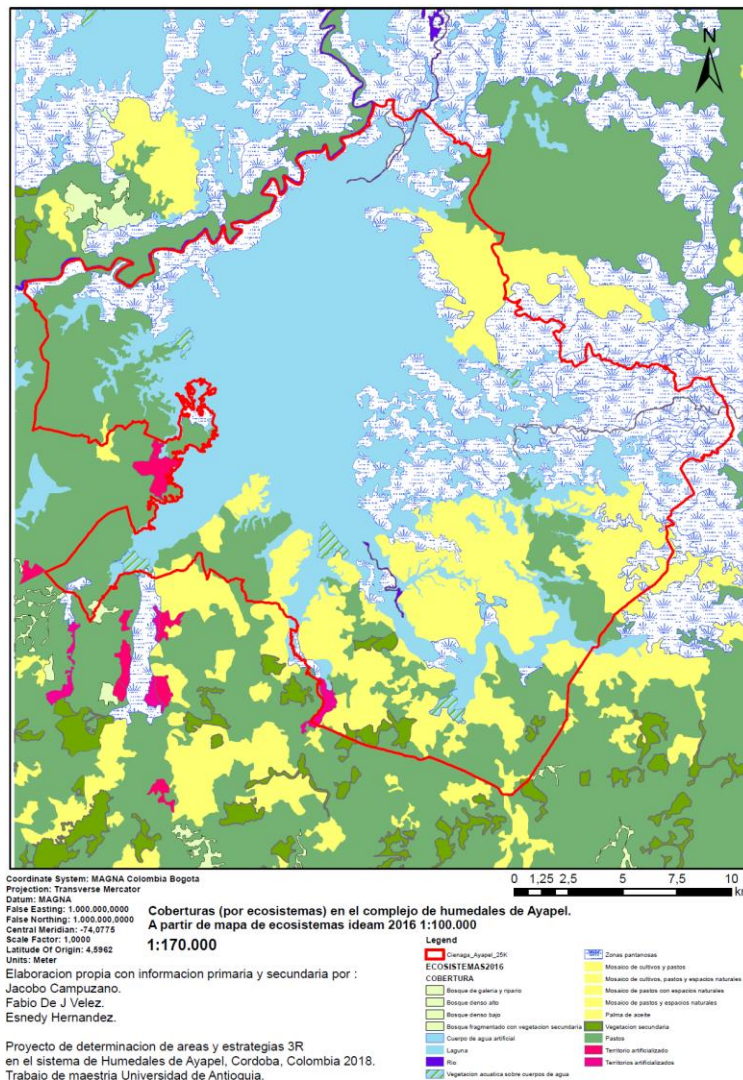 N
0 1,25 2,5 5 7,5 10
km
Coordinate System: MAGNA Colombia Bogota
Projection: Transverse Mercator
Datum: MAGNA
False Easting: 1.000.000,0000
False Northing: 1.000.000,0000
Central Meridian: -74,0775
Scale Factor: 1,0000
Latitude Of Origin: 4,5962
Units: Meter
Coberturas (por ecosistemas) en el complejo de humedales de Ayapel.
A partir de mapa de ecosistemas ideam 2016 1:100.000
1:170.000
Elaboracion propia con informacion primaria y secundaria por :
Jacobo Campuzano.
Fabio De J Velez.
Esnedy Hernandez.
Proyecto de determinacion de areas y estrategias 3R
en el sistema de Humedales de Ayapel, Cordoba, Colombia 2018.
Trabajo de maestria Universidad de Antioquia.
Legend
Cienaga_Ayapel_25K
ECOSISTEMAS2016
COBERTURA
Bosque de galeria y ripario
Bosque denso alto
Bosque denso bajo
Bosque fragmentado con vegetacion secundaria
Cuerpo de agua artificial
Laguna
Rio
Vegetacion acuatica sobre cuerpos de agua
Zonas pantanosas
Mosaico de cultivos y pastos
Mosaico de cultivos, pastos y espacios naturales
Mosaico de pastos con espacios naturales
Mosaico de pastos y espacios naturales
Palma de aceite
Vegetacion secundaria
Pastos
Territorio artificializado
Territorios artificializados